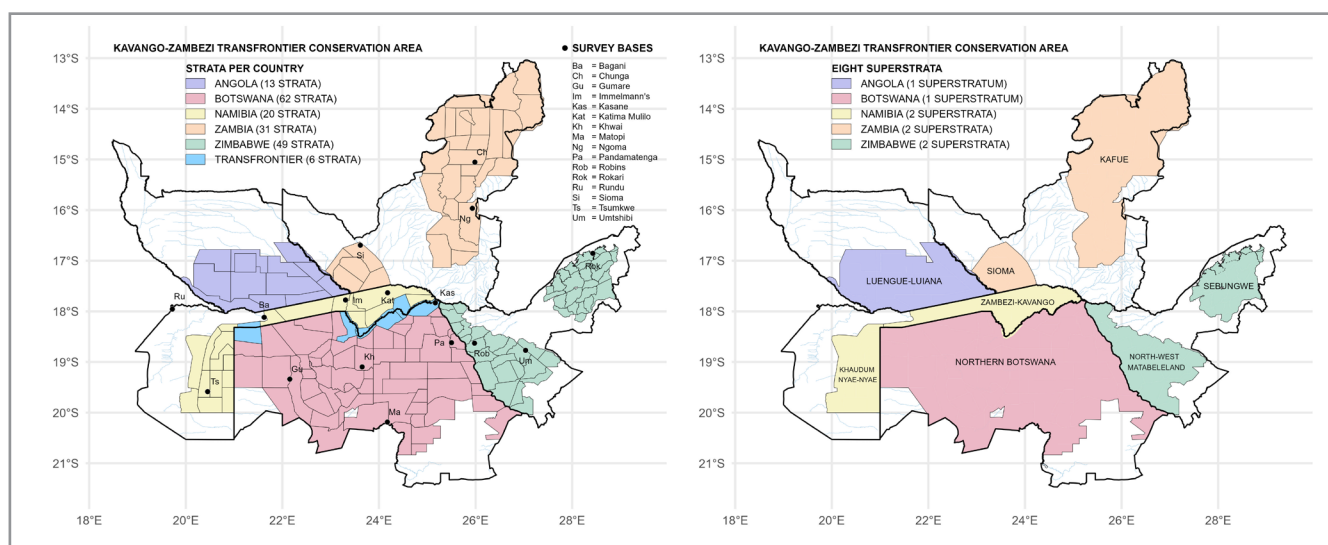 KAVANGO-ZAMBEZI TRANSFRONTIER CONSERVATION AREA
STRATA PER COUNTRY
ANGOLA (13 STRATA)
BOTSWANA (62 STRATA)
NAMIBIA (20 STRATA)
ZAMBIA (31 STRATA)
ZIMBABWE (49 STRATA)
TRANSFRONTIER (6 STRATA)
SURVEY BASES
Ba = Bagani
Ch = Chunga
Gu = Gumare
Im = Immelmann's
Kas = Kasane
Kat = Katima Mulilo
Kh = Khwai
Ma = Matopi
Ng = Ngoma
Pa = Pandamatenga
Rob = Robins
Rok = Rokari
Ru = Rundu
Si = Sioma
Ts = Tsumkwe
Um = Umtshibi
13°S
14°S
15°S
16°S
17°S
18°S
19°S
20°S
21°S
Ch
Ng
Si
Rok
Ru
Ba
Im
Kat
Kas
Pa
Rob
Um
Kh
Gu
Ts
Ma
18°E
20°E
22°E
24°E
26°E
28°E
KAVANGO-ZAMBEZI TRANSFRONTIER CONSERVATION AREA
EIGHT SUPERSTRATA
ANGOLA (1 SUPERSTRATUM)
BOTSWANA (1 SUPERSTRATUM)
NAMIBIA (2 SUPERSTRATA)
ZAMBIA (2 SUPERSTRATA)
ZIMBABWE (2 SUPERSTRATA)
13°S
14°S
15°S
16°S
17°S
18°S
19°S
20°S
21°S
KAFUE
SIOMA
LUENGUE-LUIANA
SEBUNGWE
ZAMBEZI-KAVANGO
KHAUDUM
NYAE-NYAE
NORTHERN BOTSWANA
NORTH-WEST
MATABELELAND
18°E
20°E
22°E
24°E
26°E
28°E